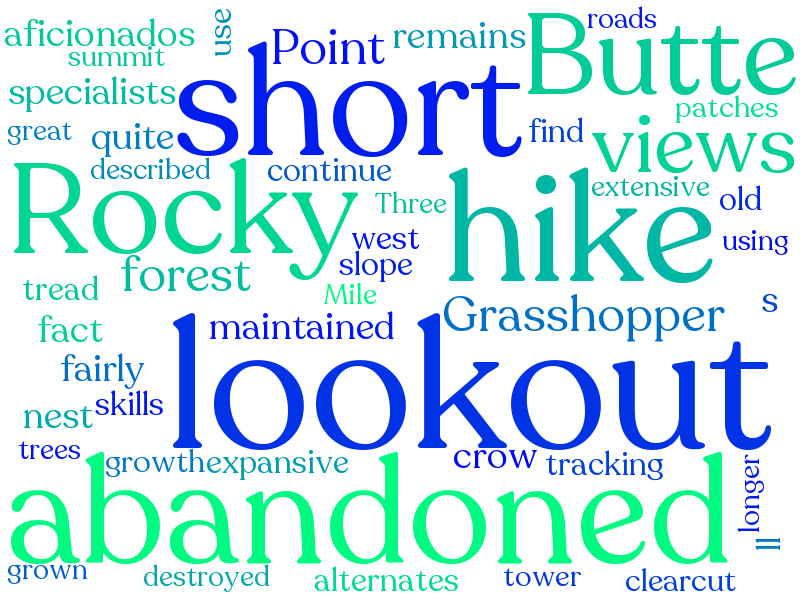 aficionados
use
Point
remains
roads
Butte
summit
specialists
short
patches
great
quite
find
views
described
continue
Rocky
Three
hike
extensive
old
west
using
slope
forest
tread
Mile
Grasshopper
s
fact
maintained
fairly
lookout
skills
nest
trees
growth
expansive
crow
tracking
longer
abandoned
ll
grown
destroyed
alternates
tower
clearcut